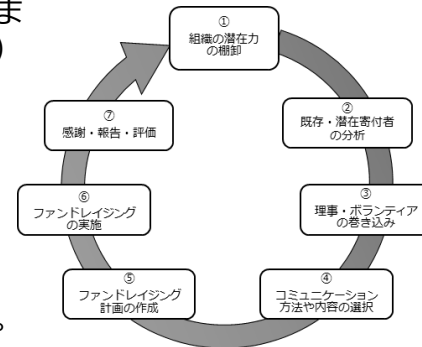 ま
)
①
組織の潜在力
の棚卸
②
既存・潜在寄付者
の分析
③
理事・ボランティア
の巻き込み
④
コミュニケーション
方法や内容の選択
⑤
ファンドレイジング
計画の作成
⑥
ファンドレイジング
の実施
⑦
感謝・報告・評価
。